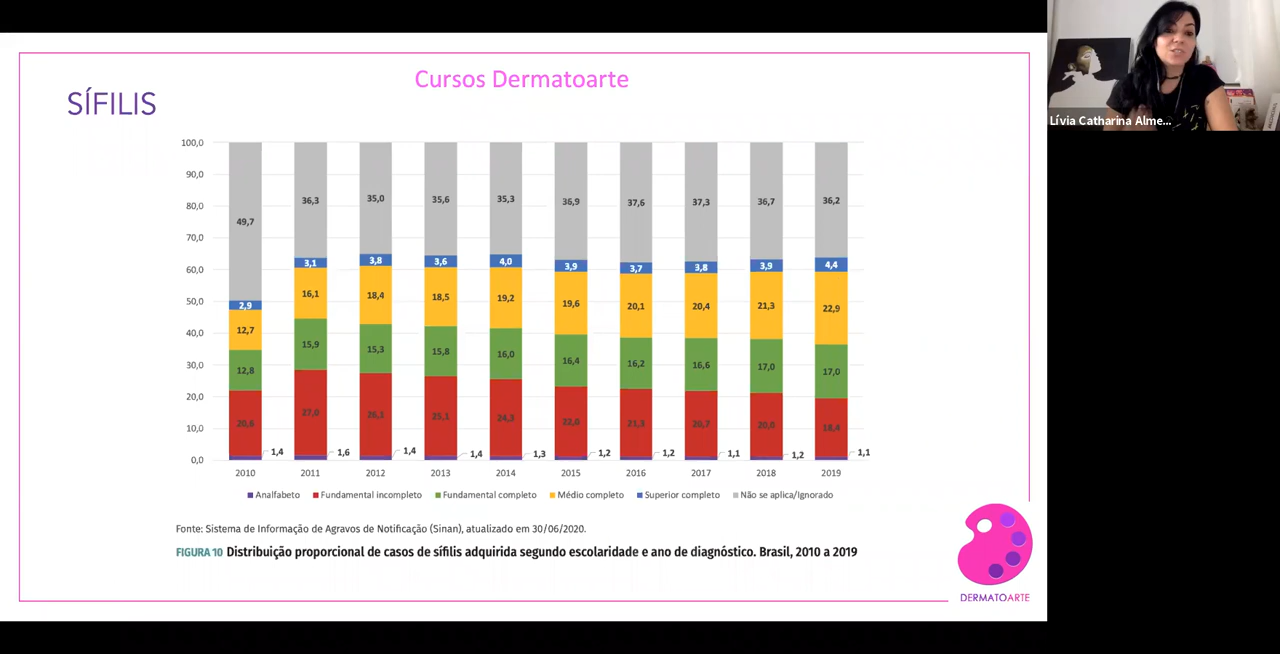 Cursos Dermatoarte
SÍFILIS
Lívia Catharina Alme...
100,0
90,0
80,0
70,0
60,0
50,0
40,0
30,0
20,0
10,0
0,0
49,7 36,3 35,0 35,6 35,3 36,9 37,6 37,3 36,7 36,2
2,9 3,1 3,8 3,6 4,0 3,9 3,7 3,8 3,9 4,4
12,7 16,1 18,4 18,5 19,2 19,6 20,1 20,4 21,3 22,9
12,8 15,9 15,3 15,8 16,0 16,4 16,2 16,6 17,0 17,0
20,6 27,0 26,3 25,1 24,3 22,0 21,3 20,7 20,0 18,4
1,4 1,6 1,4 1,4 1,3 1,2 1,2 1,1 1,2 1,1
2010 2011 2012 2013 2014 2015 2016 2017 2018 2019
Analfabeto Fundamental incompleto Fundamental completo Médio completo Superior completo Não se aplica/Ignorado
Fonte: Sistema de Informação de Agravos de Notificação (Sinan), atualizado em 30/06/2020.
FIGURA 10 Distribuição proporcional de casos de sífilis adquirida segundo escolaridade e ano de diagnóstico. Brasil, 2010 a 2019
DERMATOARTE